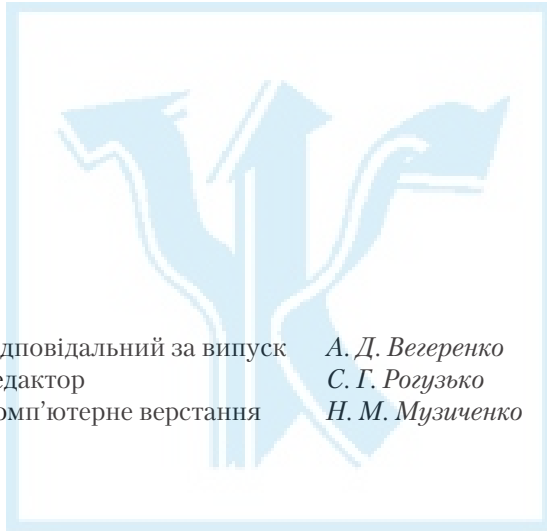 дповідальний за випуск А. Д. Вегеренко
едактор С. Г. Рогузько
омп’ютерне верстання Н. М. Музиченко